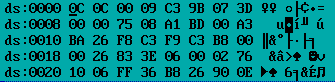 ds:0000 0C 0C 00 09 C3 9B 07 3D ♀♀ ○├¢•=
ds:0008 00 00 75 08 A1 BD 00 A3   u◘í╜ ú
ds:0010 BA 26 F8 C3 F9 C3 B8 00 ║&°├∙├╕
ds:0018 00 26 83 3E 06 00 02 76  &â>♠ ☻v
ds:0020 10 06 FF 36 B8 26 90 0E ►♠ 6╕&É♫